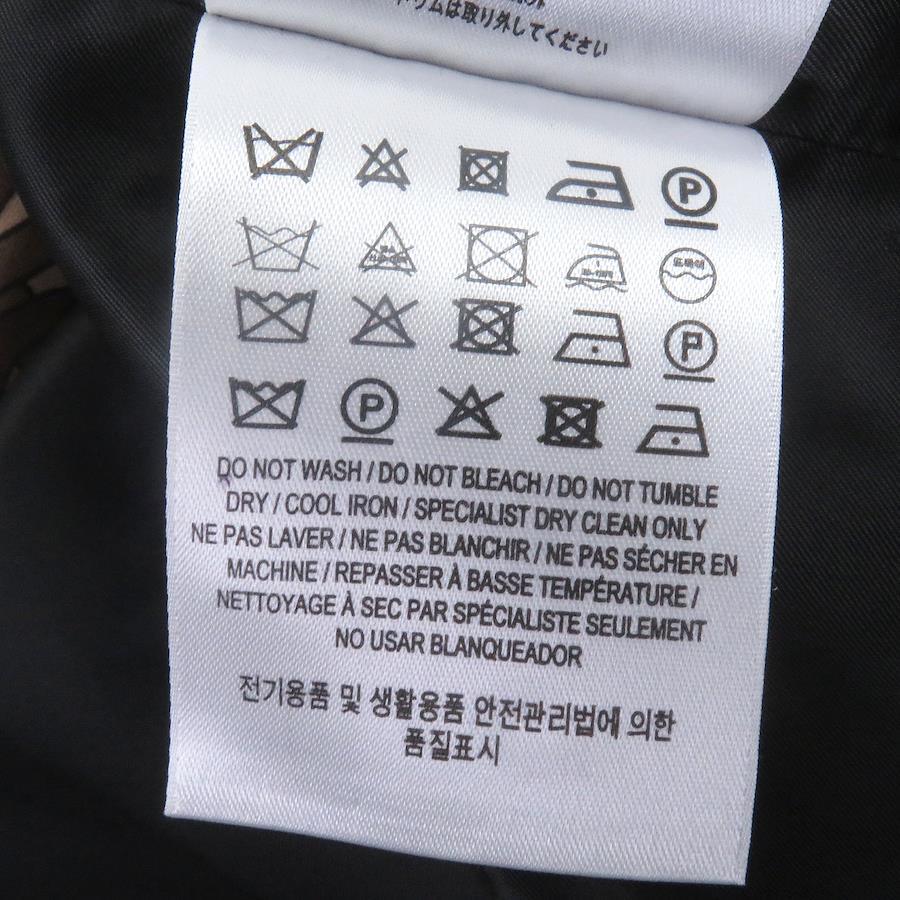 リムは取り外してください
P
P
P
DO NOT WASH / DO NOT BLEACH / DO NOT TUMBLE
DRY / COOL IRON / SPECIALIST DRY CLEAN ONLY
NE PAS LAVER / NE PAS BLANCHIR / NE PAS SÉCHER EN
MACHINE / REPASSER À BASSE TEMPÉRATURE /
NETTOYAGE À SEC PAR SPÉCIALISTE SEULEMENT
NO USAR BLANQUEADOR
전기용품 및 생활용품 안전관리법에 의한
품질표시